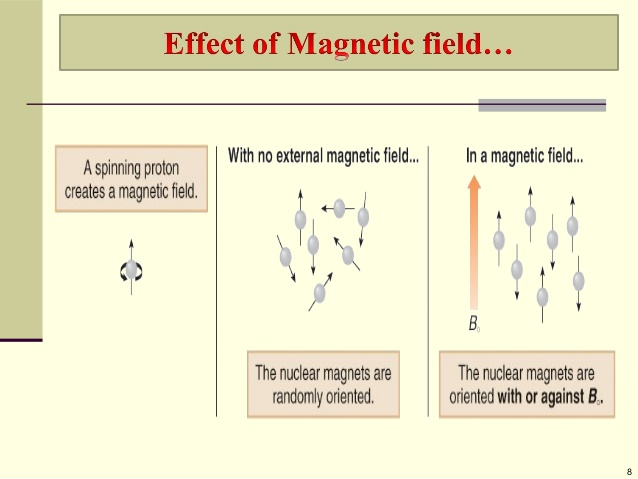 Effect of Magnetic field…
A spinning proton
creates a magnetic field.
With no external magnetic field...
The nuclear magnets are
randomly oriented.
In a magnetic field...
B₀
The nuclear magnets are
oriented with or against B₀.
8